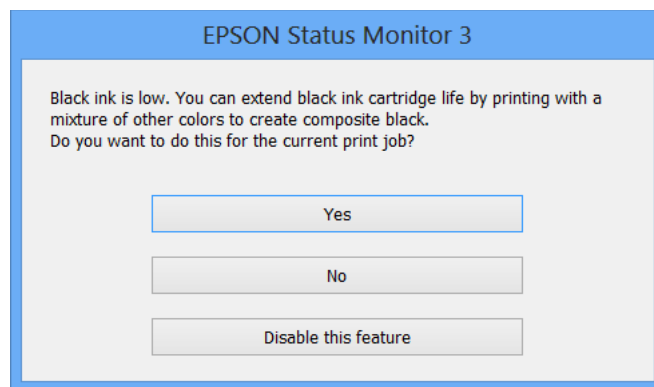 EPSON Status Monitor 3
Black ink is low. You can extend black ink cartridge life by printing with a
mixture of other colors to create composite black.
Do you want to do this for the current print job?
Yes
No
Disable this feature